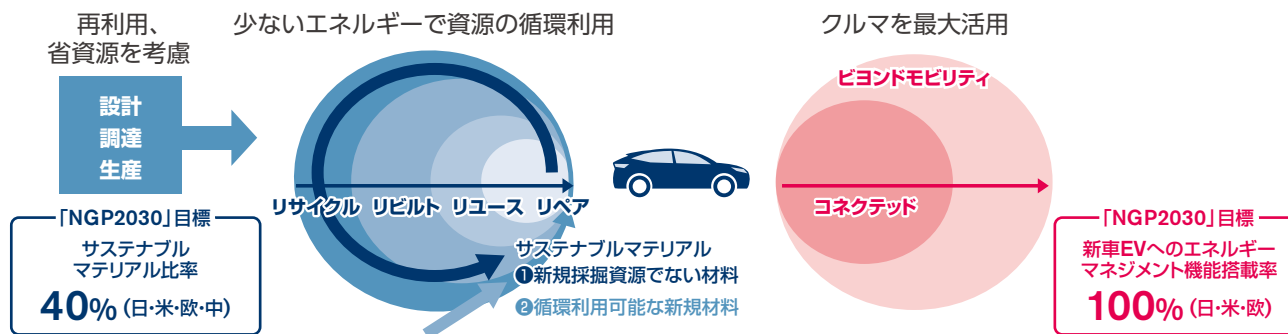 再利用、
省資源を考慮
少ないエネルギーで資源の循環利用
クルマを最大活用
設計
調達
生産
リサイクル リビルト リユース リペア
ビヨンドモビリティ
コネクテッド
「NGP2030」目標
サステナブル
マテリアル比率
40% (日・米・欧・中)
サステナブルマテリアル
❶新規採掘資源でない材料
❷循環利用可能な新規材料
「NGP2030」目標
新車EVへのエネルギー
マネジメント機能搭載率
100% (日・米・欧)